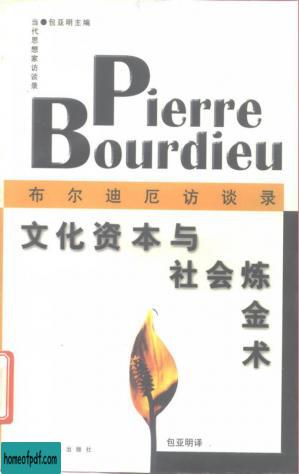 当代思想家访谈录
●包亚明主编
Pierre
Bourdieu
布尔迪厄访谈录
文化资本与
社会炼
金
术
包亚明译
出版社
homeofpdf.com